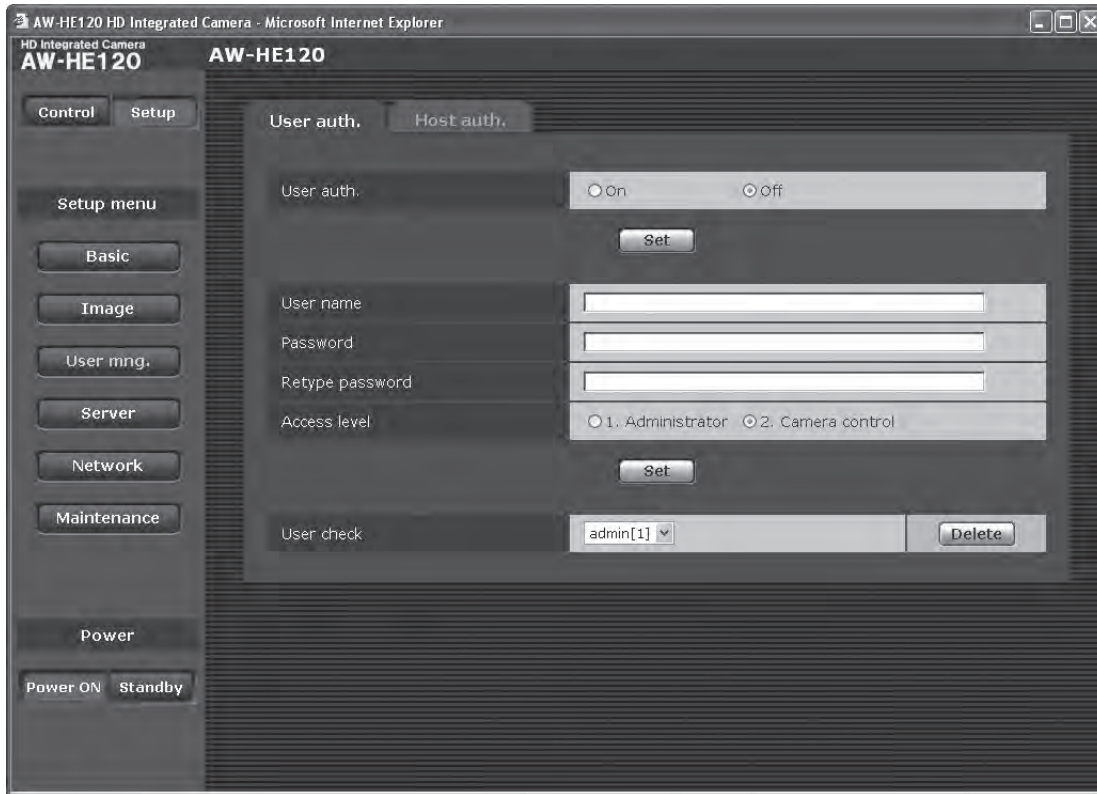 AW-HE120 HD Integrated Camera - Microsoft Internet Explorer
HD Integrated Camera
AW-HE120
AW-HE120
Control Setup
Setup menu
Basic
Image
User mng.
Server
Network
Maintenance
Power
Power ON Standby
User auth. Host auth.
User auth. On Off
Set
User name
Password
Retype password
Access level 1. Administrator 2. Camera control
Set
User check admin[1] Delete